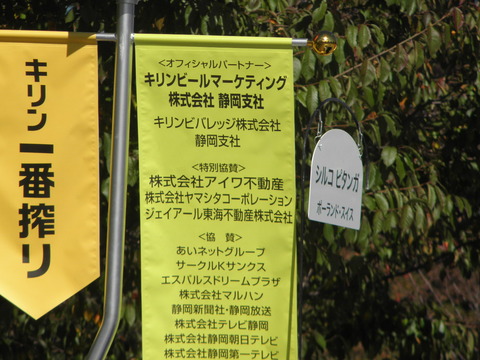 キリン一番搾り
<オフィシャルパートナー>
キリンビールマーケティング
株式会社 静岡支社
キリンビバレッジ株式会社
静岡支社
<特別協賛>
株式会社アイワ不動産
株式会社ヤマシタコーポレーション
ジェイアール東海不動産株式会社
<協 賛>
あいネットグループ
サークルKサンクス
エスパルスドリームプラザ
株式会社マルハン
静岡新聞社・静岡放送
株式会社テレビ静岡
株式会社静岡朝日テレビ
株式会社静岡第一テレビ
シルコ ピタンガ
ポーランド・スイス